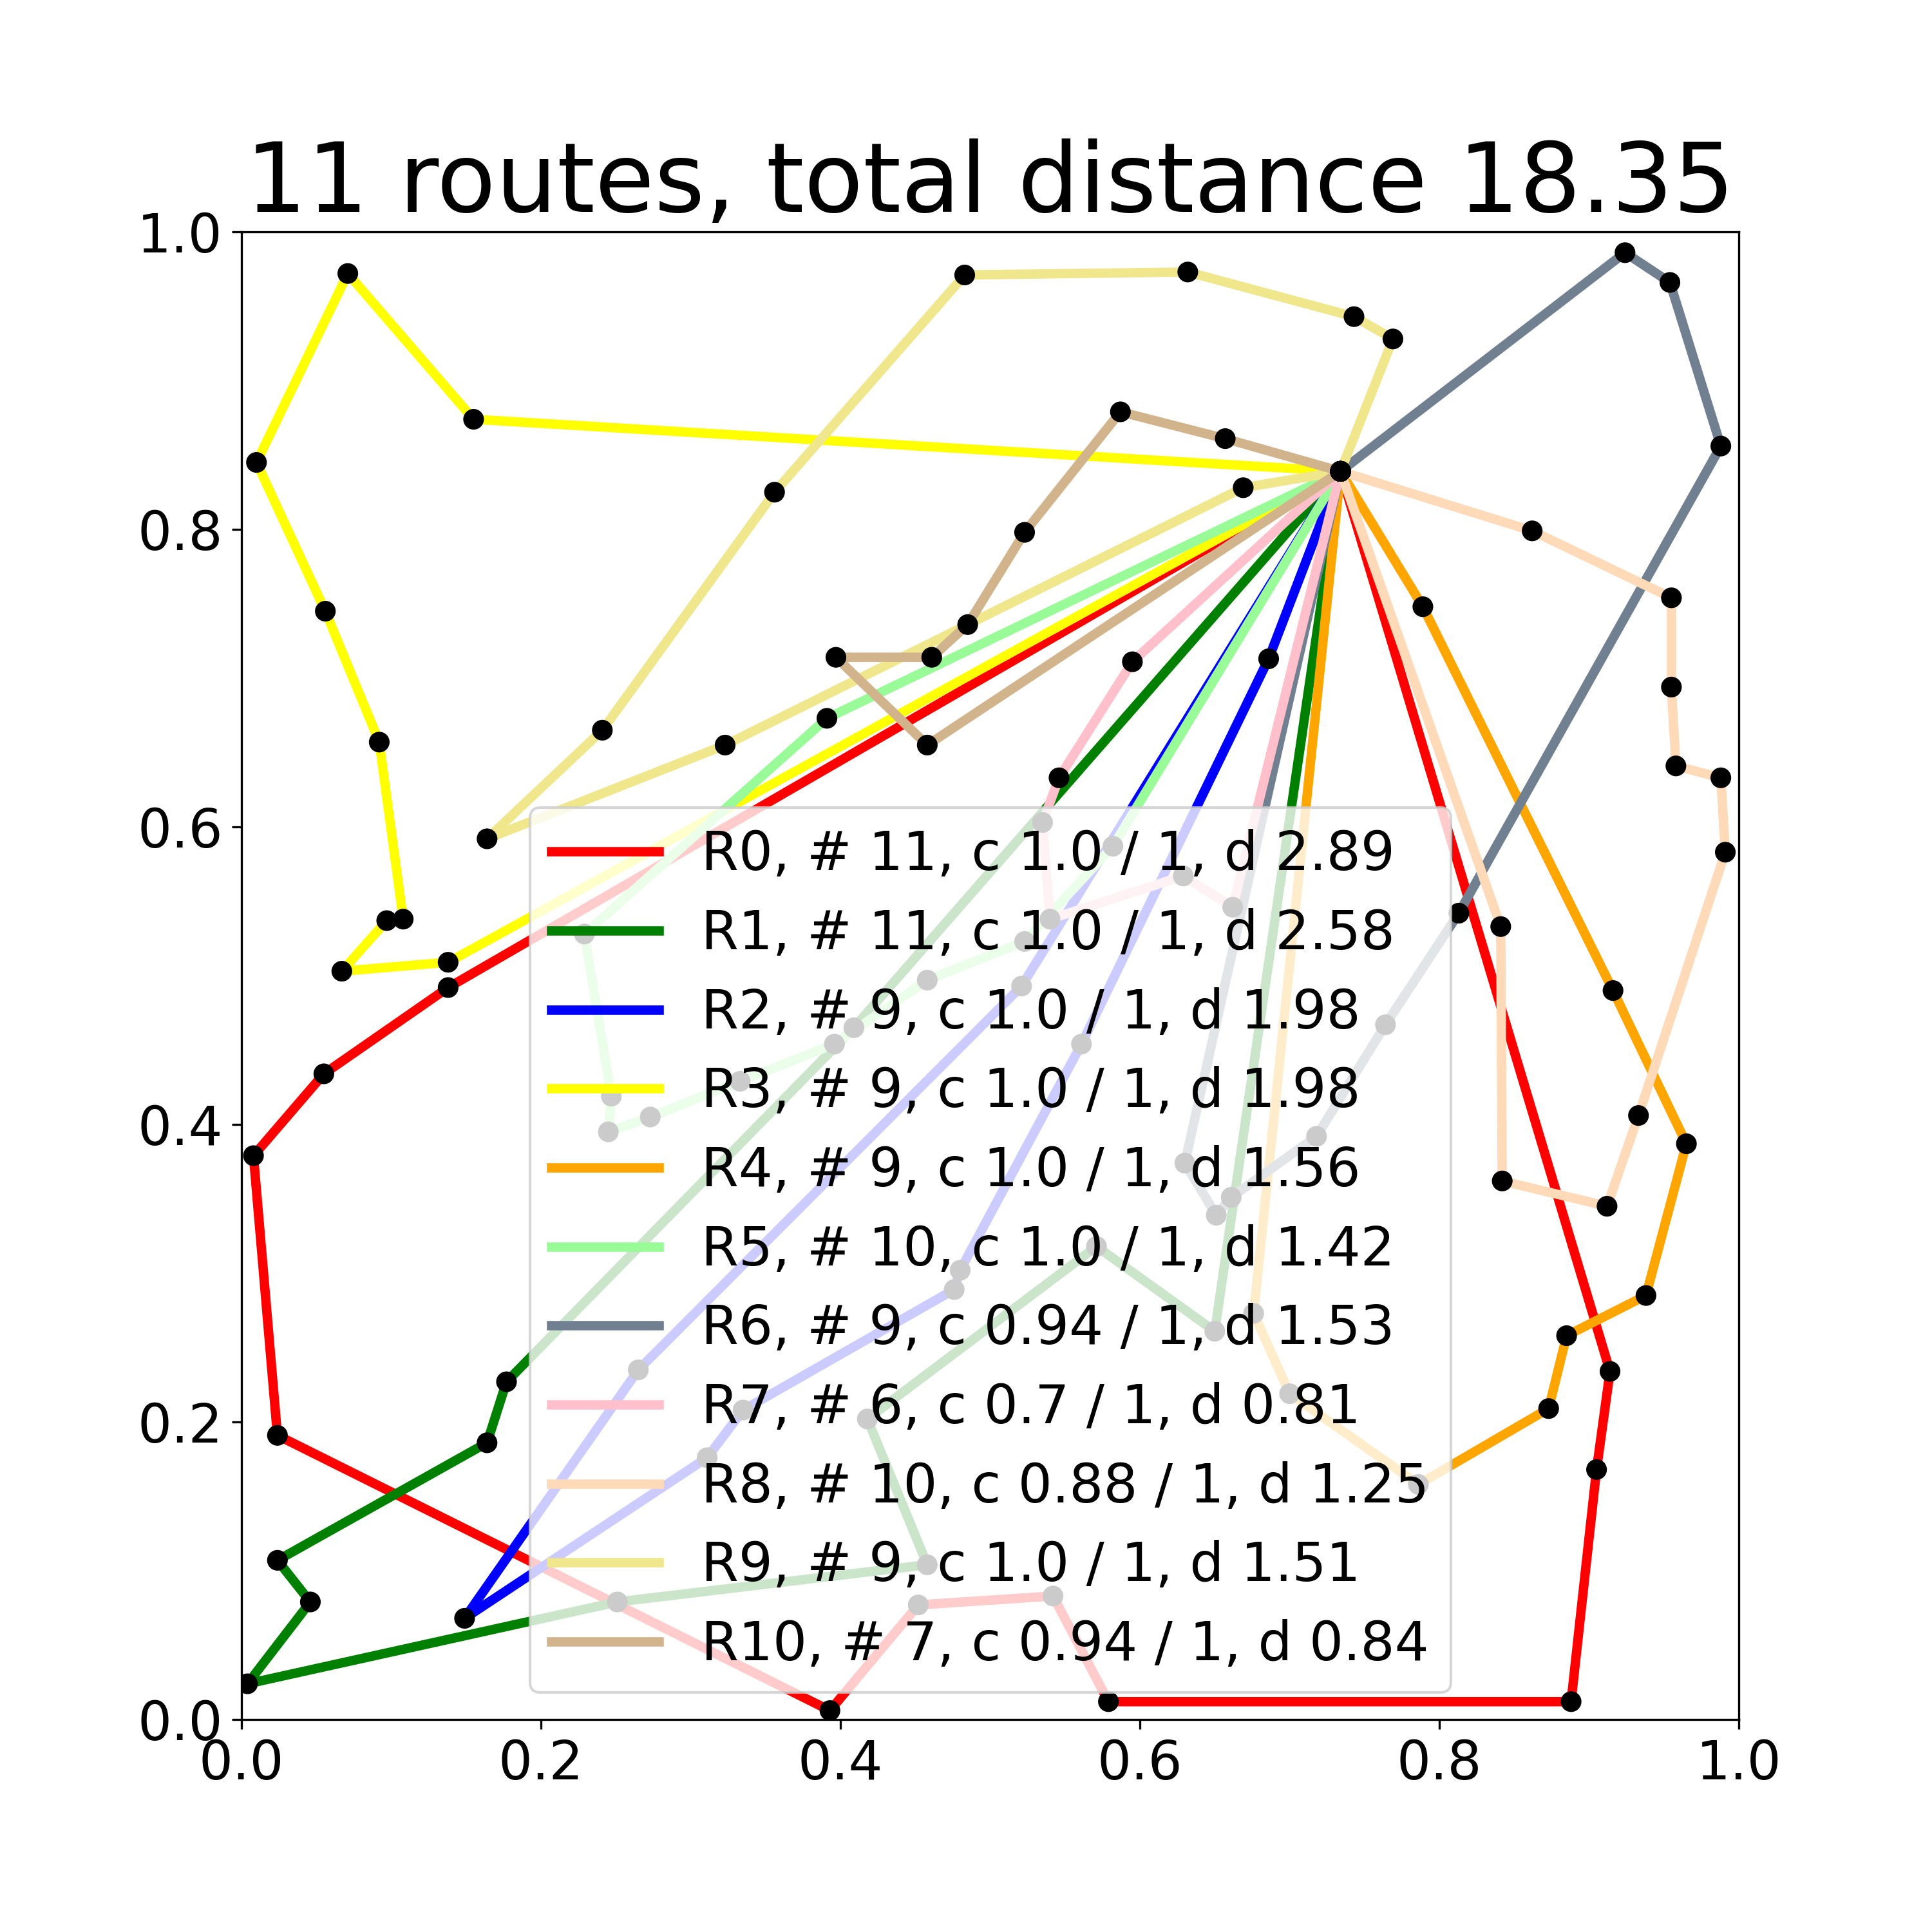 11 routes, total distance 18.35
1.0
0.8
0.6
0.4
0.2
0.0
0.0 0.2 0.4 0.6 0.8 1.0
R0, # 11, c 1.0 / 1, d 2.89
R1, # 11, c 1.0 / 1, d 2.58
R2, # 9, c 1.0 / 1, d 1.98
R3, # 9, c 1.0 / 1, d 1.98
R4, # 9, c 1.0 / 1, d 1.56
R5, # 10, c 1.0 / 1, d 1.42
R6, # 9, c 0.94 / 1, d 1.53
R7, # 6, c 0.7 / 1, d 0.81
R8, # 10, c 0.88 / 1, d 1.25
R9, # 9, c 1.0 / 1, d 1.51
R10, # 7, c 0.94 / 1, d 0.84